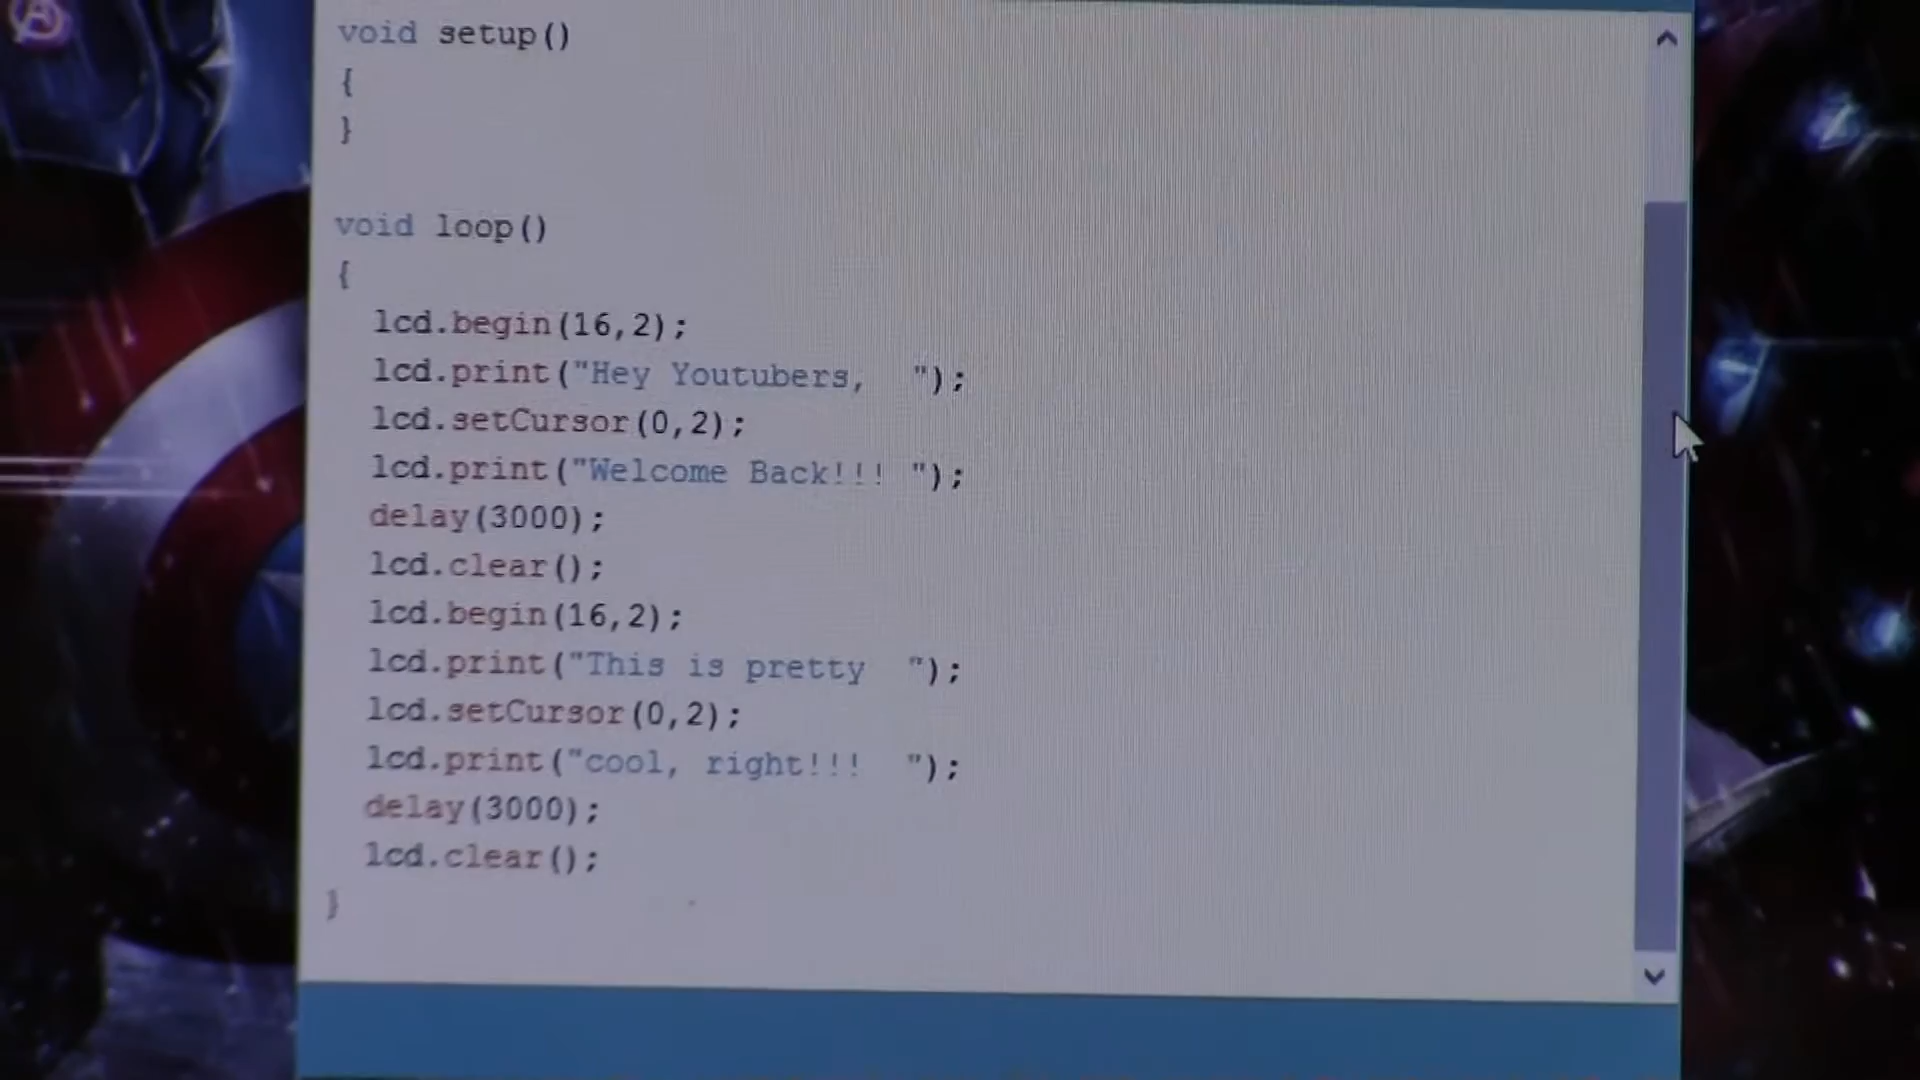 void setup()
{
}
void loop()
{
lcd.begin(16,2);
lcd.print("Hey Youtubers,  ");
lcd.setCursor(0,2);
lcd.print("Welcome Back!!! ");
delay(3000);
lcd.clear();
lcd.begin(16,2);
lcd.print("This is pretty  ");
lcd.setCursor(0,2);
lcd.print("cool, right!!!  ");
delay(3000);
lcd.clear();
}